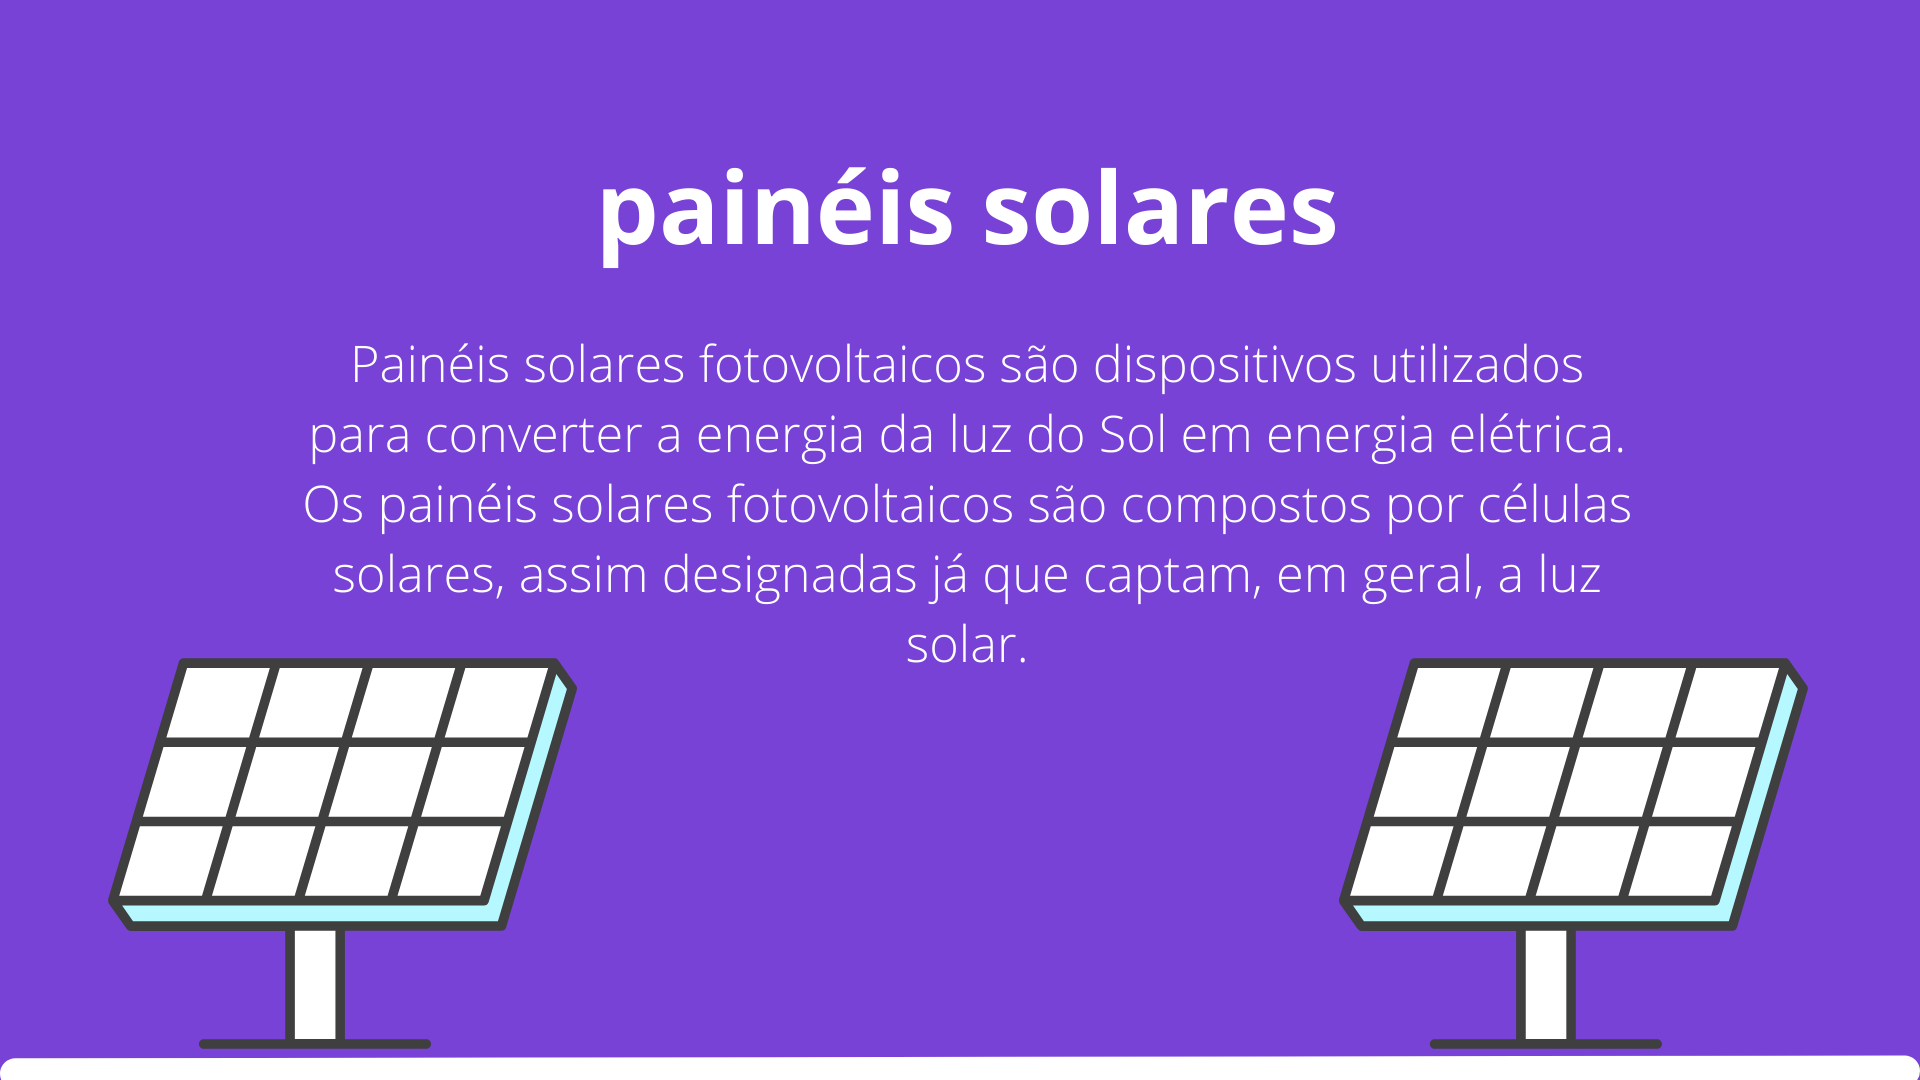 painéis solares
Painéis solares fotovoltaicos são dispositivos utilizados
para converter a energia da luz do Sol em energia elétrica.
Os painéis solares fotovoltaicos são compostos por células
solares, assim designadas já que captam, em geral, a luz
solar.